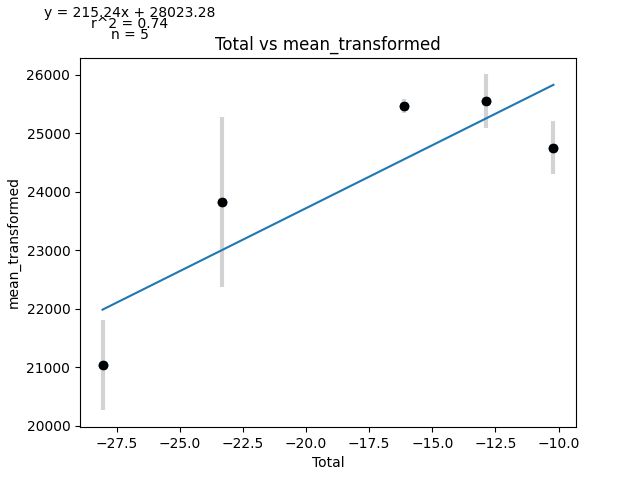 y = 215.24x + 28023.28
r^2 = 0.74
n = 5
Total vs mean_transformed
26000
25000
24000
23000
22000
21000
20000
mean_transformed
−27.5
−25.0
−22.5
−20.0
−17.5
−15.0
−12.5
−10.0
Total